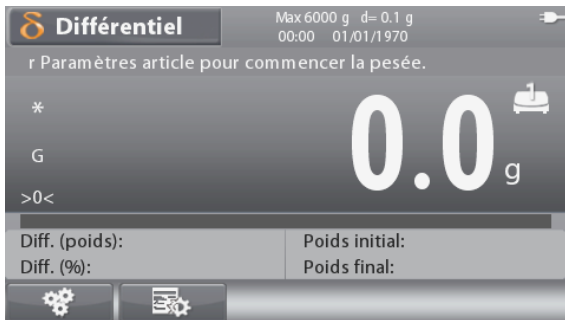 δ Différentiel
Max 6000 g d= 0.1 g
00:00 01/01/1970
r Paramètres article pour commencer la pesée.
*
1
0.0 g
G
>0<
Diff. (poids):
Poids initial:
Diff. (%):
Poids final: